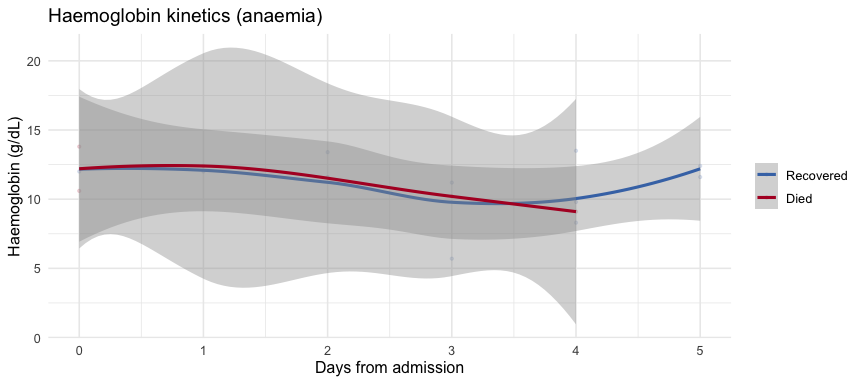 Haemoglobin kinetics (anaemia)
Haemoglobin (g/dL)
20
15
10
5
0
0 1 2 3 4 5
Days from admission
Recovered
Died